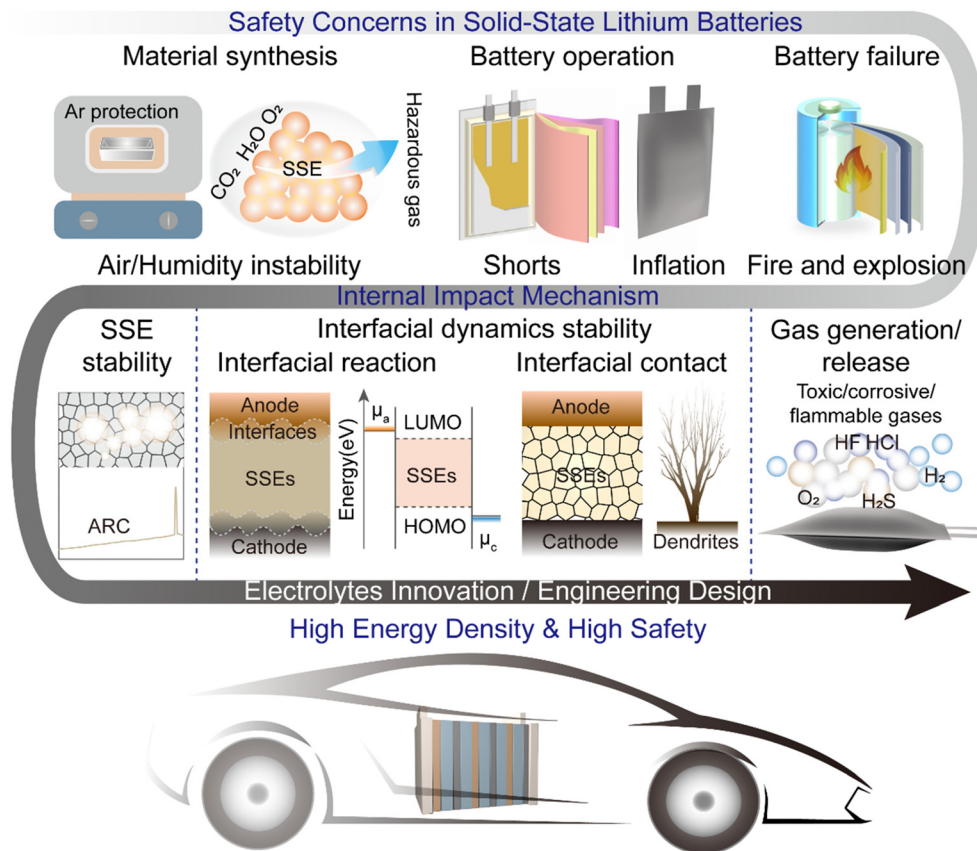 Safety Concerns in Solid-State Lithium Batteries
Material synthesis
Battery operation
Battery failure
Ar protection
CO₂ H₂O O₂
SSE
Hazardous gas
Air/Humidity instability
Shorts
Inflation
Fire and explosion
Internal Impact Mechanism
SSE
stability
ARC
Interfacial dynamics stability
Interfacial reaction
Anode
Interfaces
SSEs
Cathode
Energy(eV)
μₐ
LUMO
SSEs
HOMO
μ꜀
Interfacial contact
Anode
SSEs
Cathode
Dendrites
Gas generation/
release
Toxic/corrosive/
flammable gases
HF HCl
H₂
O₂
H₂S
Electrolytes Innovation / Engineering Design
High Energy Density & High Safety